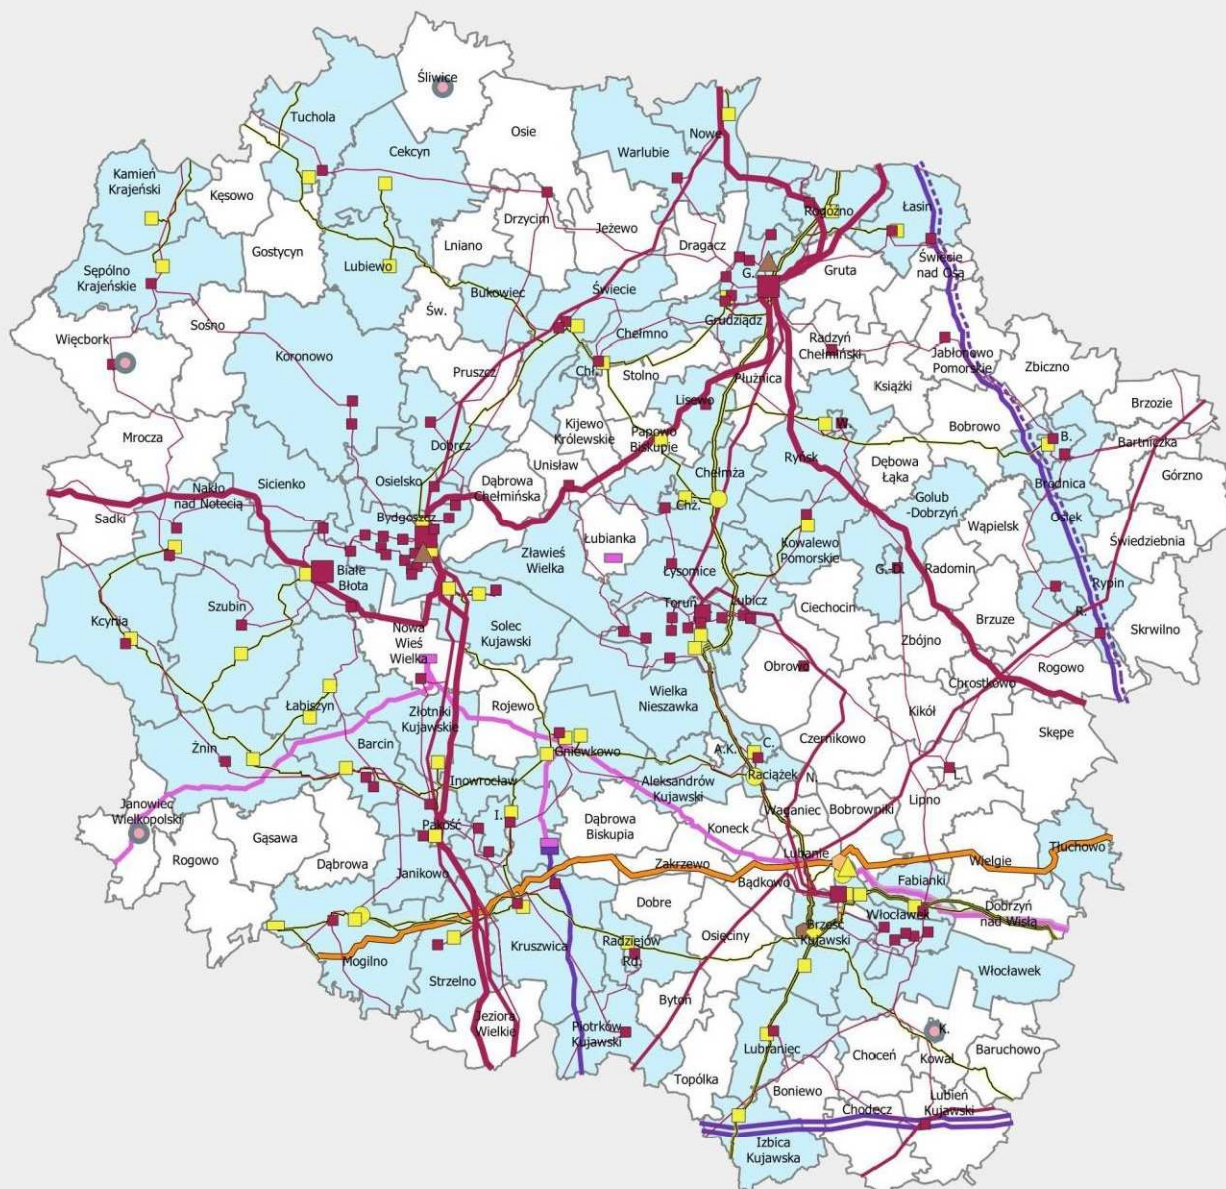 Śliwice
Tuchola
Osie
Nowe
Cekcyn
Warlubie
Kamień
Krajeński
Kęsowo
Rogóźno
Łasin
Drzycim
Jeżewo
Gostycyn
Lniano
Dragacz
Świecie
nad Osą
Sępólno
Krajeńskie
Lubiewo
G.
Gruta
Bukowiec
Świecie
Św.
Sośno
Grudziądz
Chełmno
Więcbork
Radzyń
Chełmiński
Koronowo
Jabłonowo
Pomorskie
Zbiczno
Pruszcz
Chł.
Stolno
Płużnica
Książki
Lisewo
Brzozie
Kijewo
Królewskie
W.
Bobrowo
Mrocza
Dobrcz
Papowo
Biskupie
B.
Bartniczka
Ryńsk
Unisław
Dębowa
Łąka
Chełmża
Górzno
Osielsko
Dąbrowa
Chełmińska
Sicienko
Nakło
nad Notecią
Brodnica
Golub
-Dobrzyń
Chż.
Sadki
Bydgoszcz
Osiek
Wąpielsk
Łubianka
Świedziebnia
Kowalewo
Pomorskie
Zławieś
Wielka
Białe
Błota
Łysomice
G.-D.
Radomin
Rypin
Ciechocin
Toruń
Lubicz
Szubin
R.
Kcynia
Brzuze
Nowa
Wieś
Wielka
Solec
Kujawski
Zbójno
Skrwilno
Obrowo
Rogowo
Wielka
Nieszawka
Chrostkowo
Łabiszyn
Złotniki
Kujawskie
Rojewo
Kikół
Skępe
Czernikowo
Żnin
Barcin
Gniewkowo
A.K.
C.
Raciążek
N.
L.
Inowrocław
Aleksandrów
Kujawski
Janowiec
Wielkopolski
Lipno
Waganiec
Bobrowniki
I.
Dąbrowa
Biskupia
Koneck
Pakość
Gąsawa
Tłuchowo
Rogowo
Dąbrowa
Zakrzewo
Lubanie
Wielgie
Janikowo
Bądkowo
Fabianki
Dobre
Dobrzyń
nad Wisłą
Włocławek
Brześć
Kujawski
Osięciny
Kruszwica
Radziejów
Rd.
Mogilno
Włocławek
Strzelno
Bytoń
Jeziora
Wielkie
Piotrków
Kujawski
K.
Lubraniec
Choceń
Kowal
Baruchowo
Topólka
Boniewo
Lubień
Kujawski
Chodecz
Izbica
Kujawska